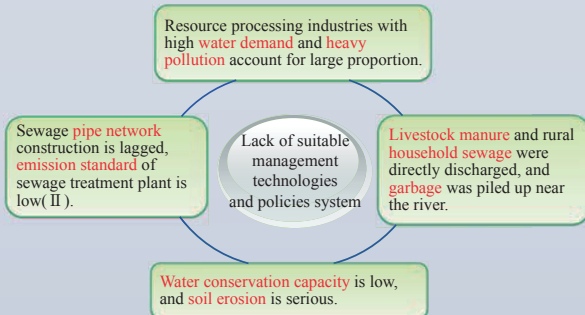 Resource processing industries with
high water demand and heavy
pollution account for large proportion.
Sewage pipe network
construction is lagged,
emission standard of
sewage treatment plant is
low(Ⅱ).
Lack of suitable
management
technologies
and policies system
Livestock manure and rural
household sewage were
directly discharged, and
garbage was piled up near
the river.
Water conservation capacity is low,
and soil erosion is serious.